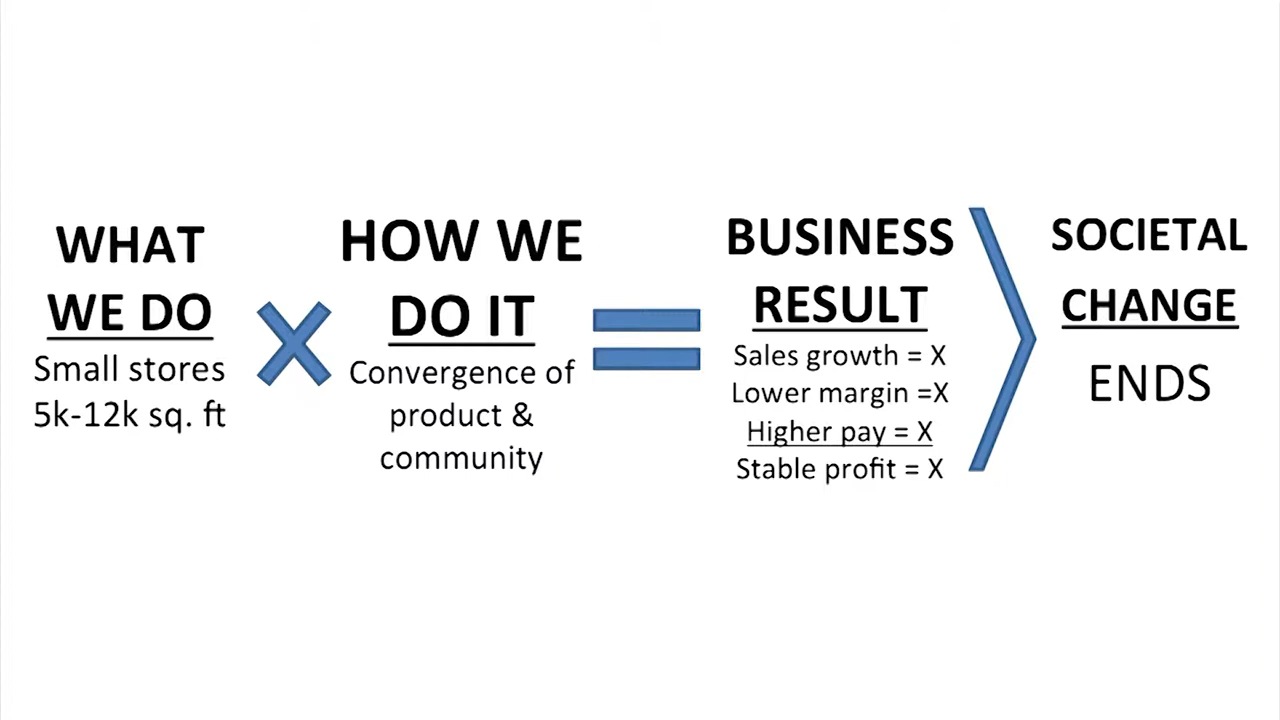 WHAT
WE DO
Small stores
5k-12k sq. ft
HOW WE
DO IT
Convergence of
product &
community
BUSINESS
RESULT
Sales growth = X
Lower margin =X
Higher pay = X
Stable profit = X
SOCIETAL
CHANGE
ENDS